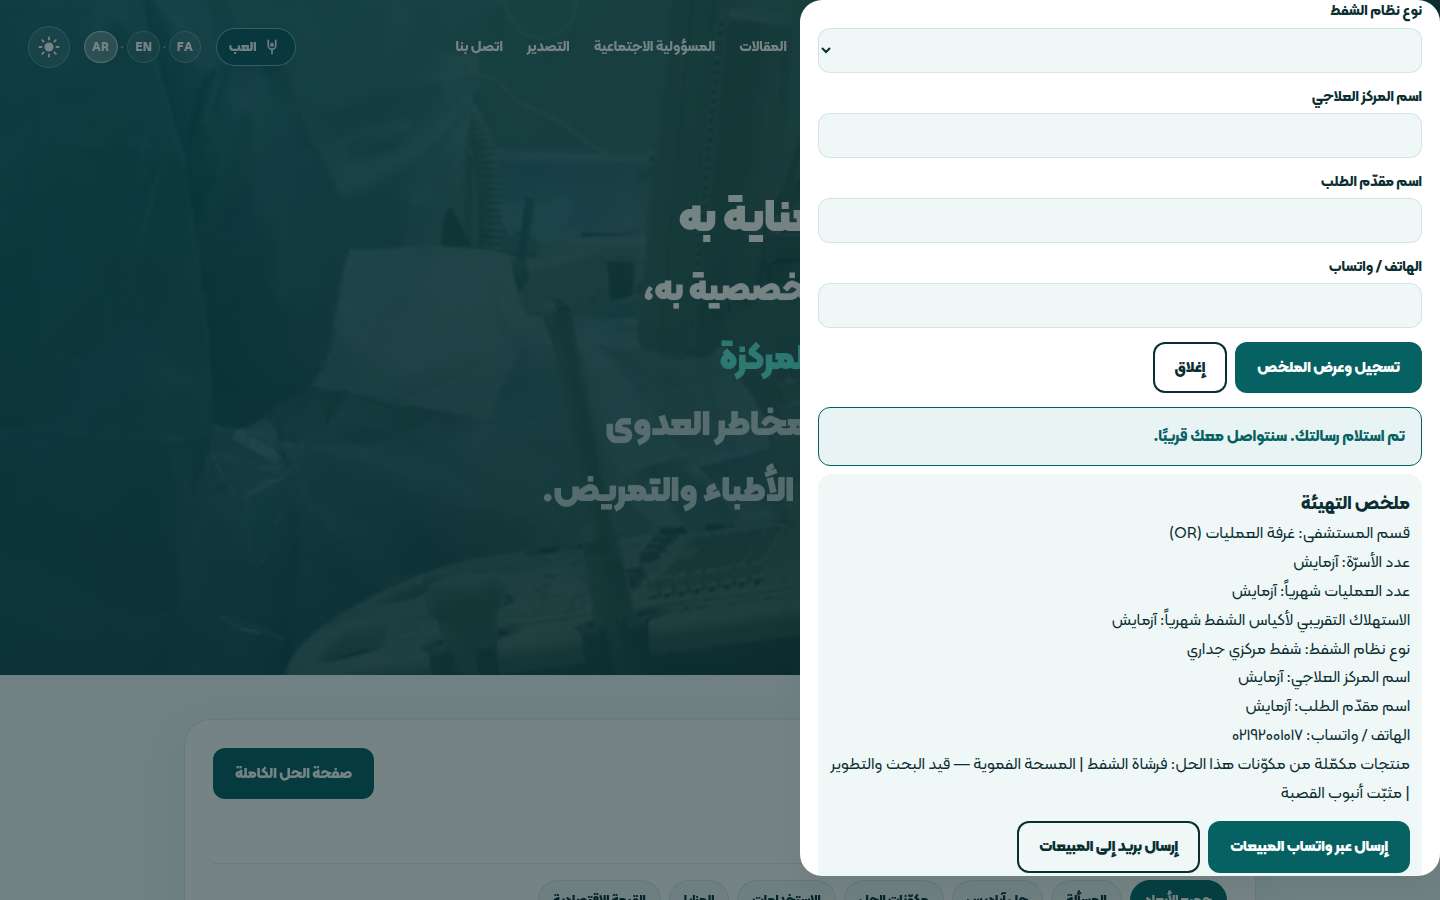 المقالات
المسؤولية الاجتماعية
التصدير
اتصل بنا
العب
FA · EN · AR
به
خصصية به،
لمركزة
مخاطر العدوى
الأطباء والتمريض.
صفحة الحل الكاملة
نوع نظام الشفط
اسم المركز العلاجي
اسم مقدّم الطلب
الهاتف / واتساب
تسجيل وعرض الملخص
إغلاق
تم استلام رسالتك. سنتواصل معك قريبًا.
ملخص التهيئة
قسم المستشفى: غرفة العمليات (OR)
عدد الأسرّة: آزمایش
عدد العمليات شهرياً: آزمایش
الاستهلاك التقريبي لأكياس الشفط شهرياً: آزمایش
نوع نظام الشفط: شفط مركزي جداري
اسم المركز العلاجي: آزمایش
اسم مقدّم الطلب: آزمایش
الهاتف / واتساب: ۰۲۱۹۲۰۰۱۰۱۷
منتجات مكمّلة من مكوّنات هذا الحل: فرشاة الشفط | المسحة الفموية — قيد البحث والتطوير
| مثبّت أنبوب القصبة
إرسال عبر واتساب المبيعات
إرسال بريد إلى المبيعات